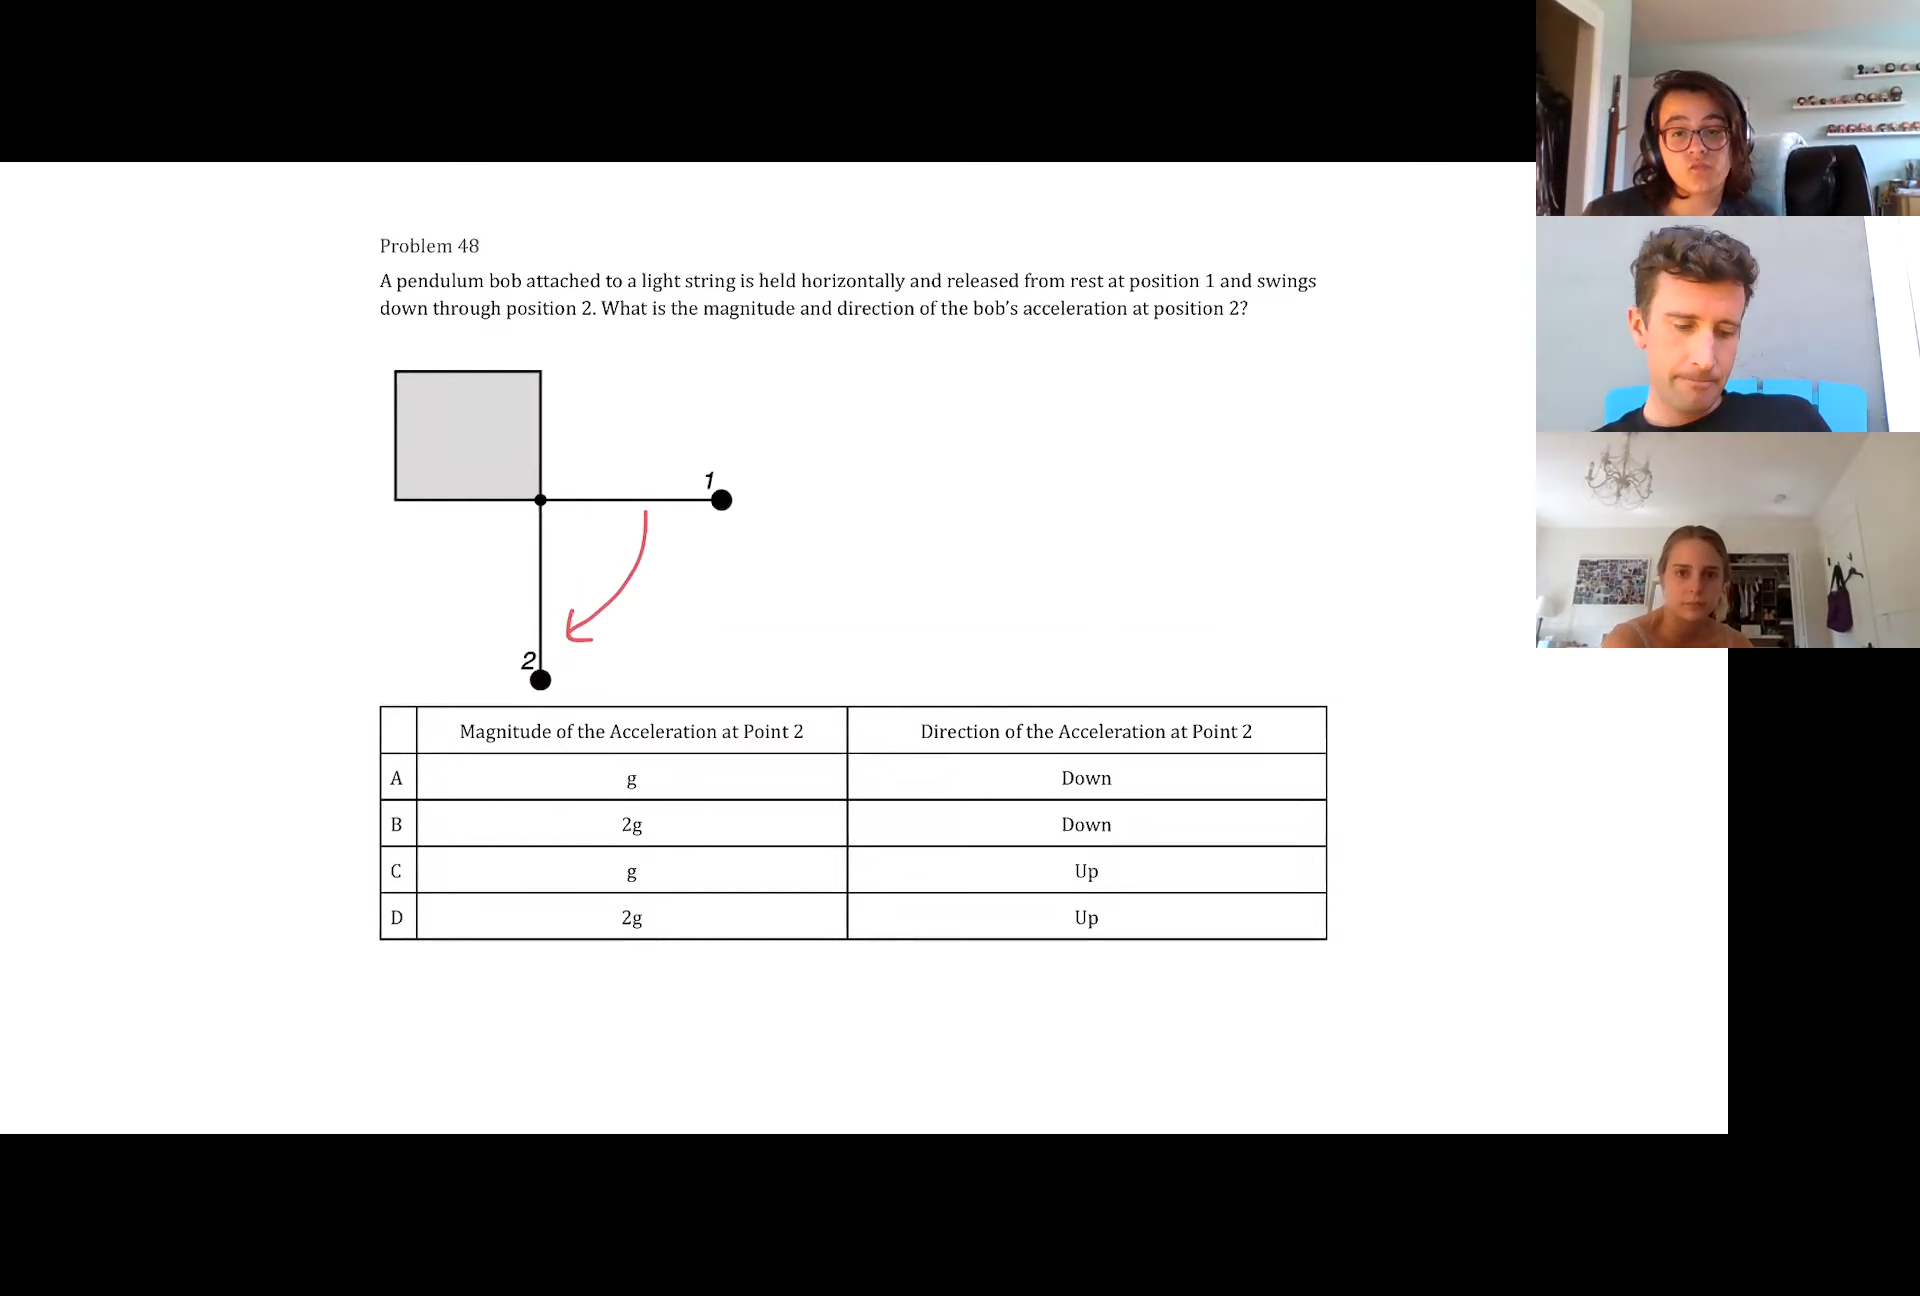 Problem 48
A pendulum bob attached to a light string is held horizontally and released from rest at position 1 and swings
down through position 2. What is the magnitude and direction of the bob's acceleration at position 2?
1
2
Magnitude of the Acceleration at Point 2 Direction of the Acceleration at Point 2
A g Down
B 2g Down
C g Up
D 2g Up